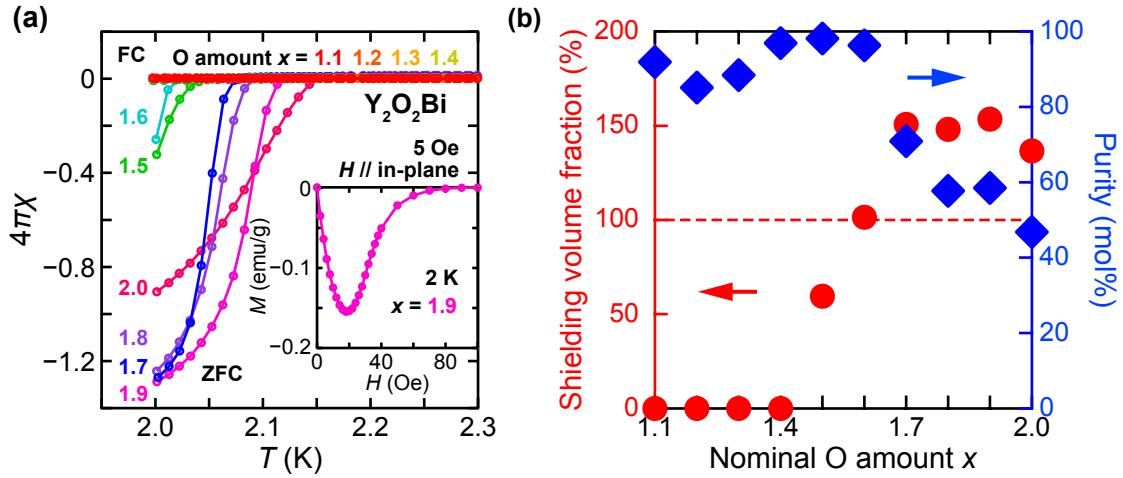 (a)
FC
O amount x = 1.1 1.2 1.3 1.4
Y2O2Bi
5 Oe
H // in-plane
1.6
1.5
2.0
1.8
1.7
1.9
ZFC
0
−0.4
−0.8
−1.2
4πχ
2.0 2.1 2.2 2.3
T (K)
0
−0.1
−0.2
M (emu/g)
2 K
x = 1.9
0 40 80
H (Oe)
(b)
200
150
100
50
0
Shielding volume fraction (%)
100
80
60
40
20
0
Purity (mol%)
1.1 1.4 1.7 2.0
Nominal O amount x